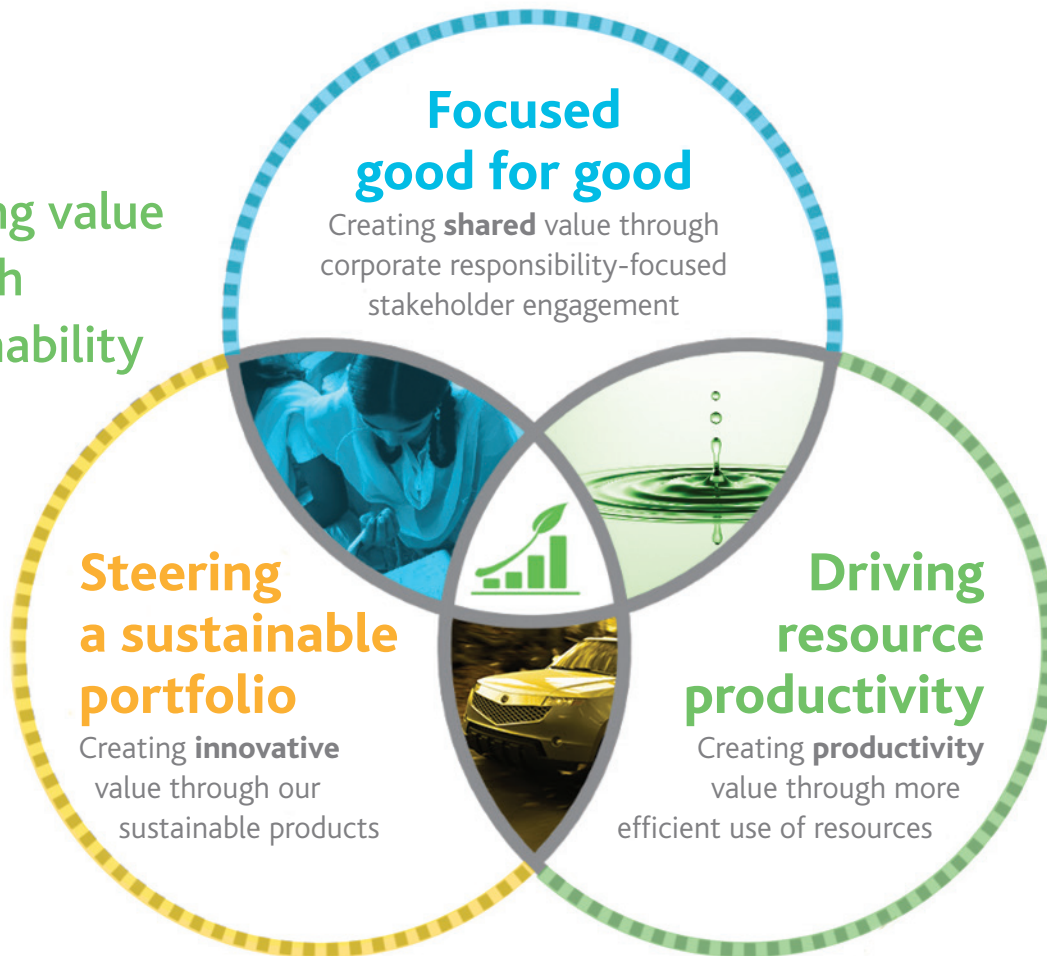 ng value
h
ability
Focused
good for good
Creating shared value through
corporate responsibility-focused
stakeholder engagement
Steering
a sustainable
portfolio
Creating innovative
value through our
sustainable products
Driving
resource
productivity
Creating productivity
value through more
efficient use of resources